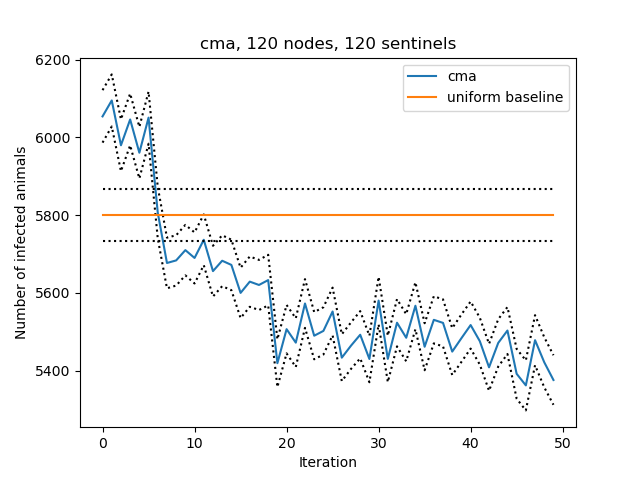 cma, 120 nodes, 120 sentinels
cma
uniform baseline
6200
6000
5800
5600
5400
Number of infected animals
0 10 20 30 40 50
Iteration